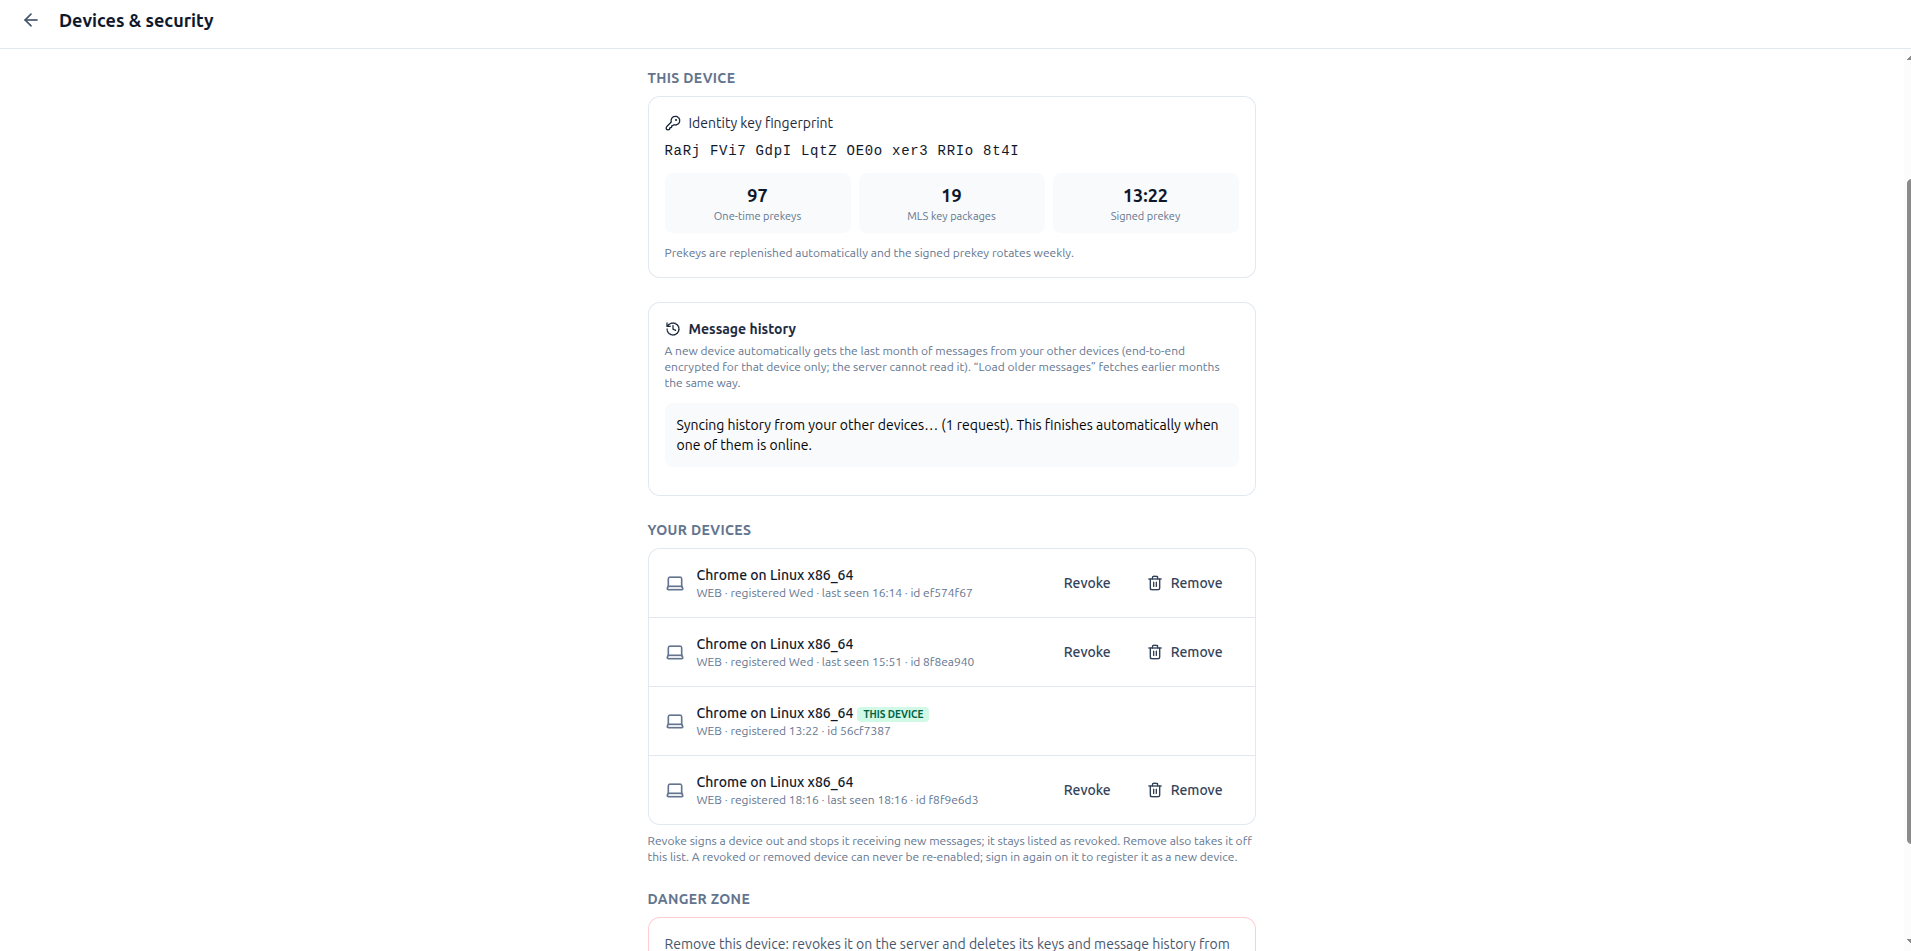 Devices & security
THIS DEVICE
Identity key fingerprint
RaRj FVi7 GdpI LqtZ OE0o xer3 RRIo 8t4I
97
One-time prekeys
19
MLS key packages
13:22
Signed prekey
Prekeys are replenished automatically and the signed prekey rotates weekly.
Message history
A new device automatically gets the last month of messages from your other devices (end-to-end
encrypted for that device only; the server cannot read it). “Load older messages” fetches earlier months
the same way.
Syncing history from your other devices… (1 request). This finishes automatically when
one of them is online.
YOUR DEVICES
Chrome on Linux x86_64
WEB · registered Wed · last seen 16:14 · id ef574f67
Revoke
Remove
Chrome on Linux x86_64
WEB · registered Wed · last seen 15:51 · id 8f8ea940
Revoke
Remove
Chrome on Linux x86_64 THIS DEVICE
WEB · registered 13:22 · id 56cf7387
Chrome on Linux x86_64
WEB · registered 18:16 · last seen 18:16 · id f8f9e6d3
Revoke
Remove
Revoke signs a device out and stops it receiving new messages; it stays listed as revoked. Remove also takes it off
this list. A revoked or removed device can never be re-enabled; sign in again on it to register it as a new device.
DANGER ZONE
Remove this device: revokes it on the server and deletes its keys and message history from